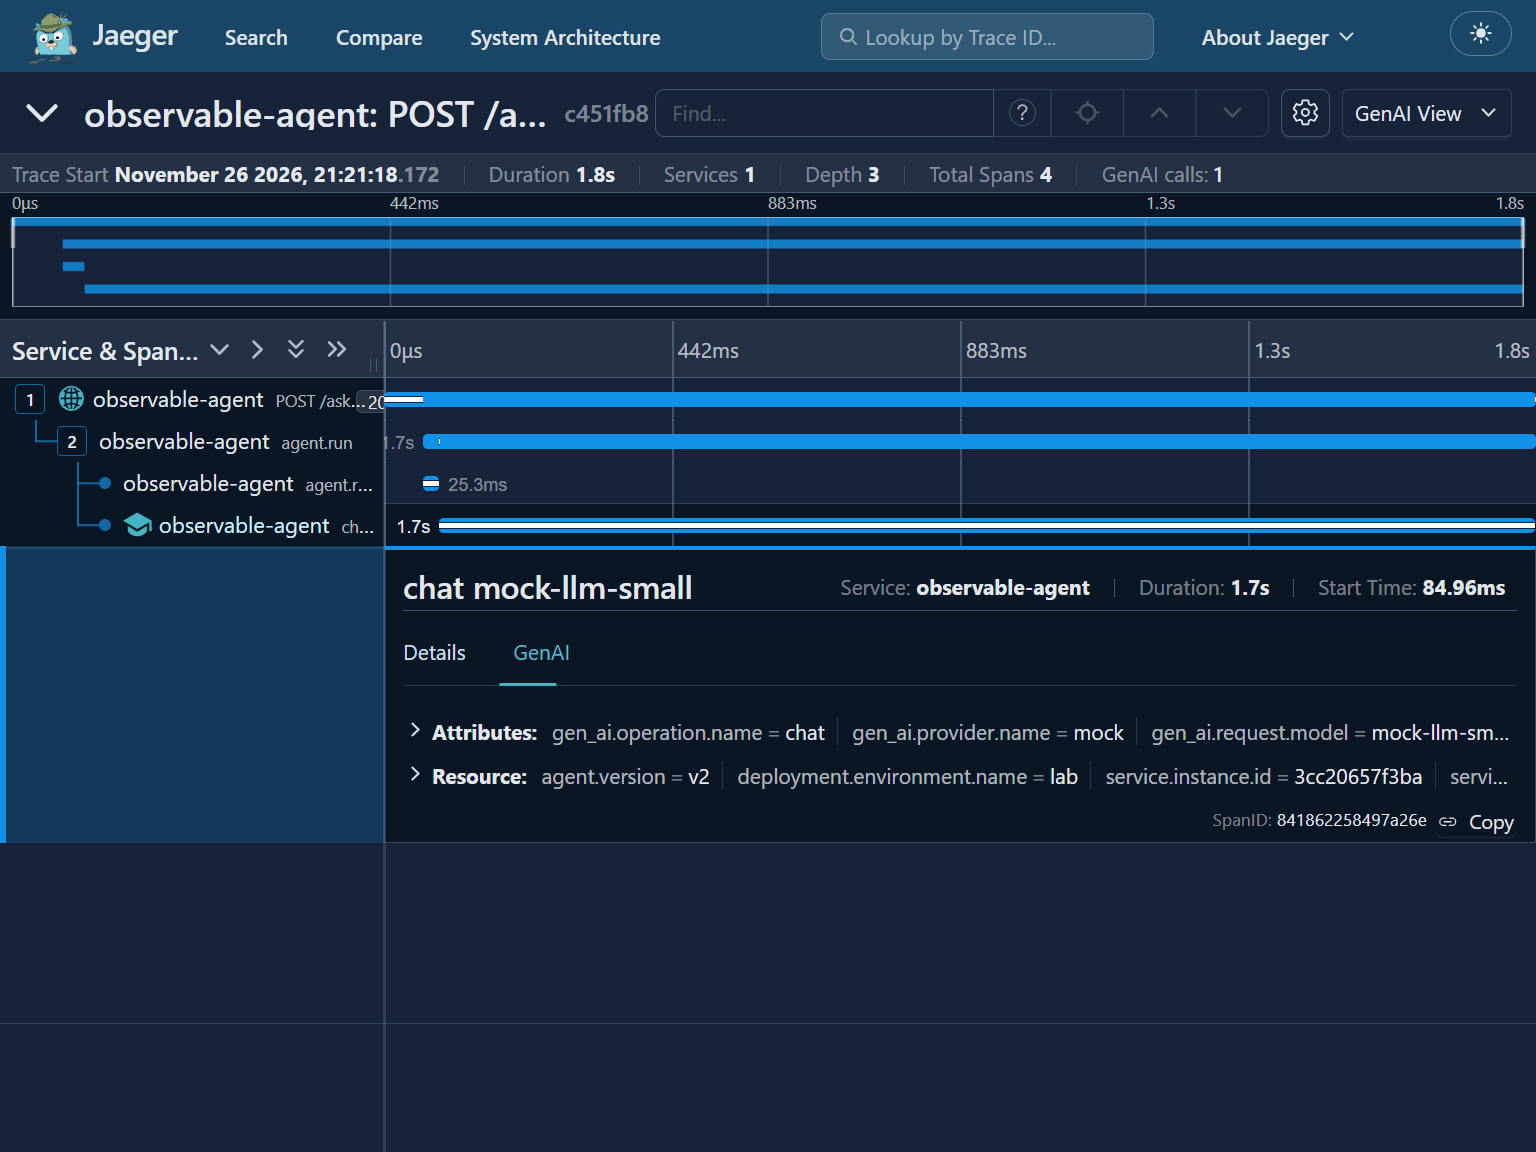 Jaeger Search Compare System Architecture Lookup by Trace ID... About Jaeger
observable-agent: POST /a... c451fb8 Find... ? GenAI View
Trace Start November 26 2026, 21:21:18.172 Duration 1.8s Services 1 Depth 3 Total Spans 4 GenAI calls: 1
0μs 442ms 883ms 1.3s 1.8s
Service & Span... 0μs 442ms 883ms 1.3s 1.8s
1 observable-agent POST /ask... 20
2 observable-agent agent.run 1.7s
observable-agent agent.r... 25.3ms
observable-agent ch... 1.7s
chat mock-llm-small Service: observable-agent Duration: 1.7s Start Time: 84.96ms
Details GenAI
Attributes: gen_ai.operation.name = chat gen_ai.provider.name = mock gen_ai.request.model = mock-llm-sm...
Resource: agent.version = v2 deployment.environment.name = lab service.instance.id = 3cc20657f3ba servi...
SpanID: 841862258497a26e Copy